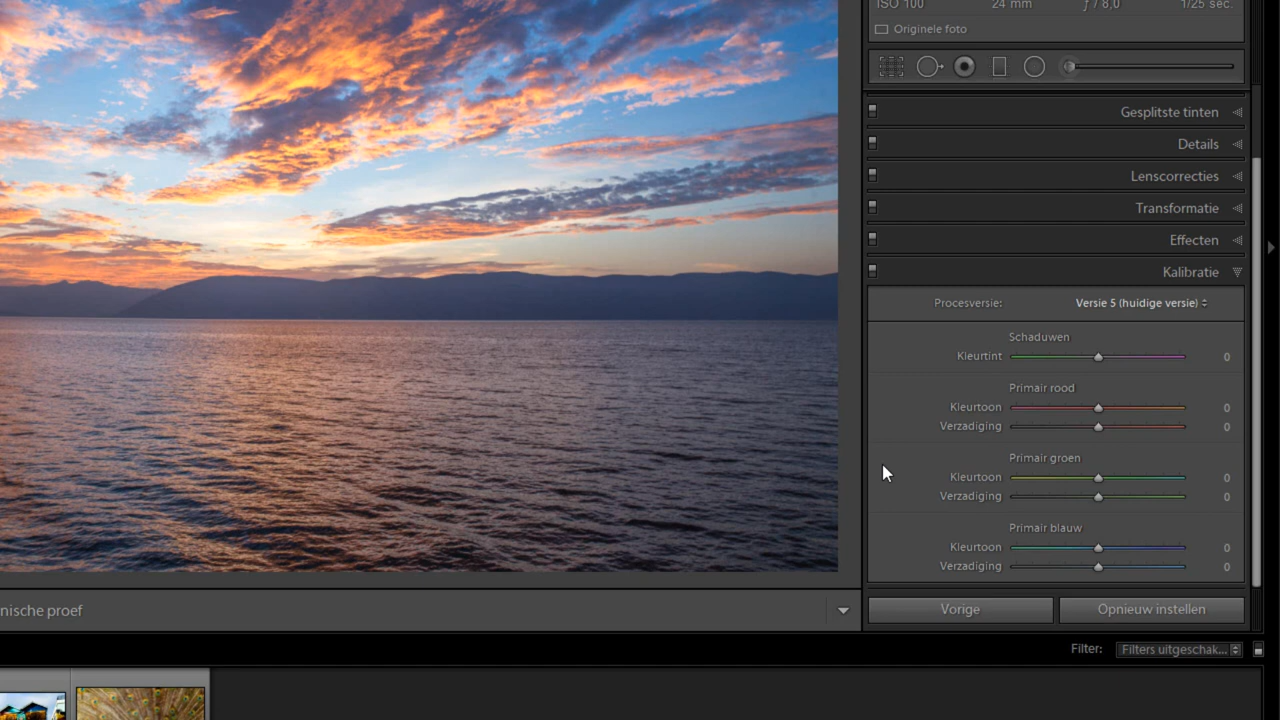 ISO 100 24 mm ƒ / 8,0 1/25 sec.
Originele foto
Gesplitste tinten
Details
Lenscorrecties
Transformatie
Effecten
Kalibratie
Procesversie: Versie 5 (huidige versie)
Schaduwen
Kleurtint 0
Primair rood
Kleurtoon 0
Verzadiging 0
Primair groen
Kleurtoon 0
Verzadiging 0
Primair blauw
Kleurtoon 0
Verzadiging 0
nische proef
Vorige Opnieuw instellen
Filter: Filters uitgeschak...